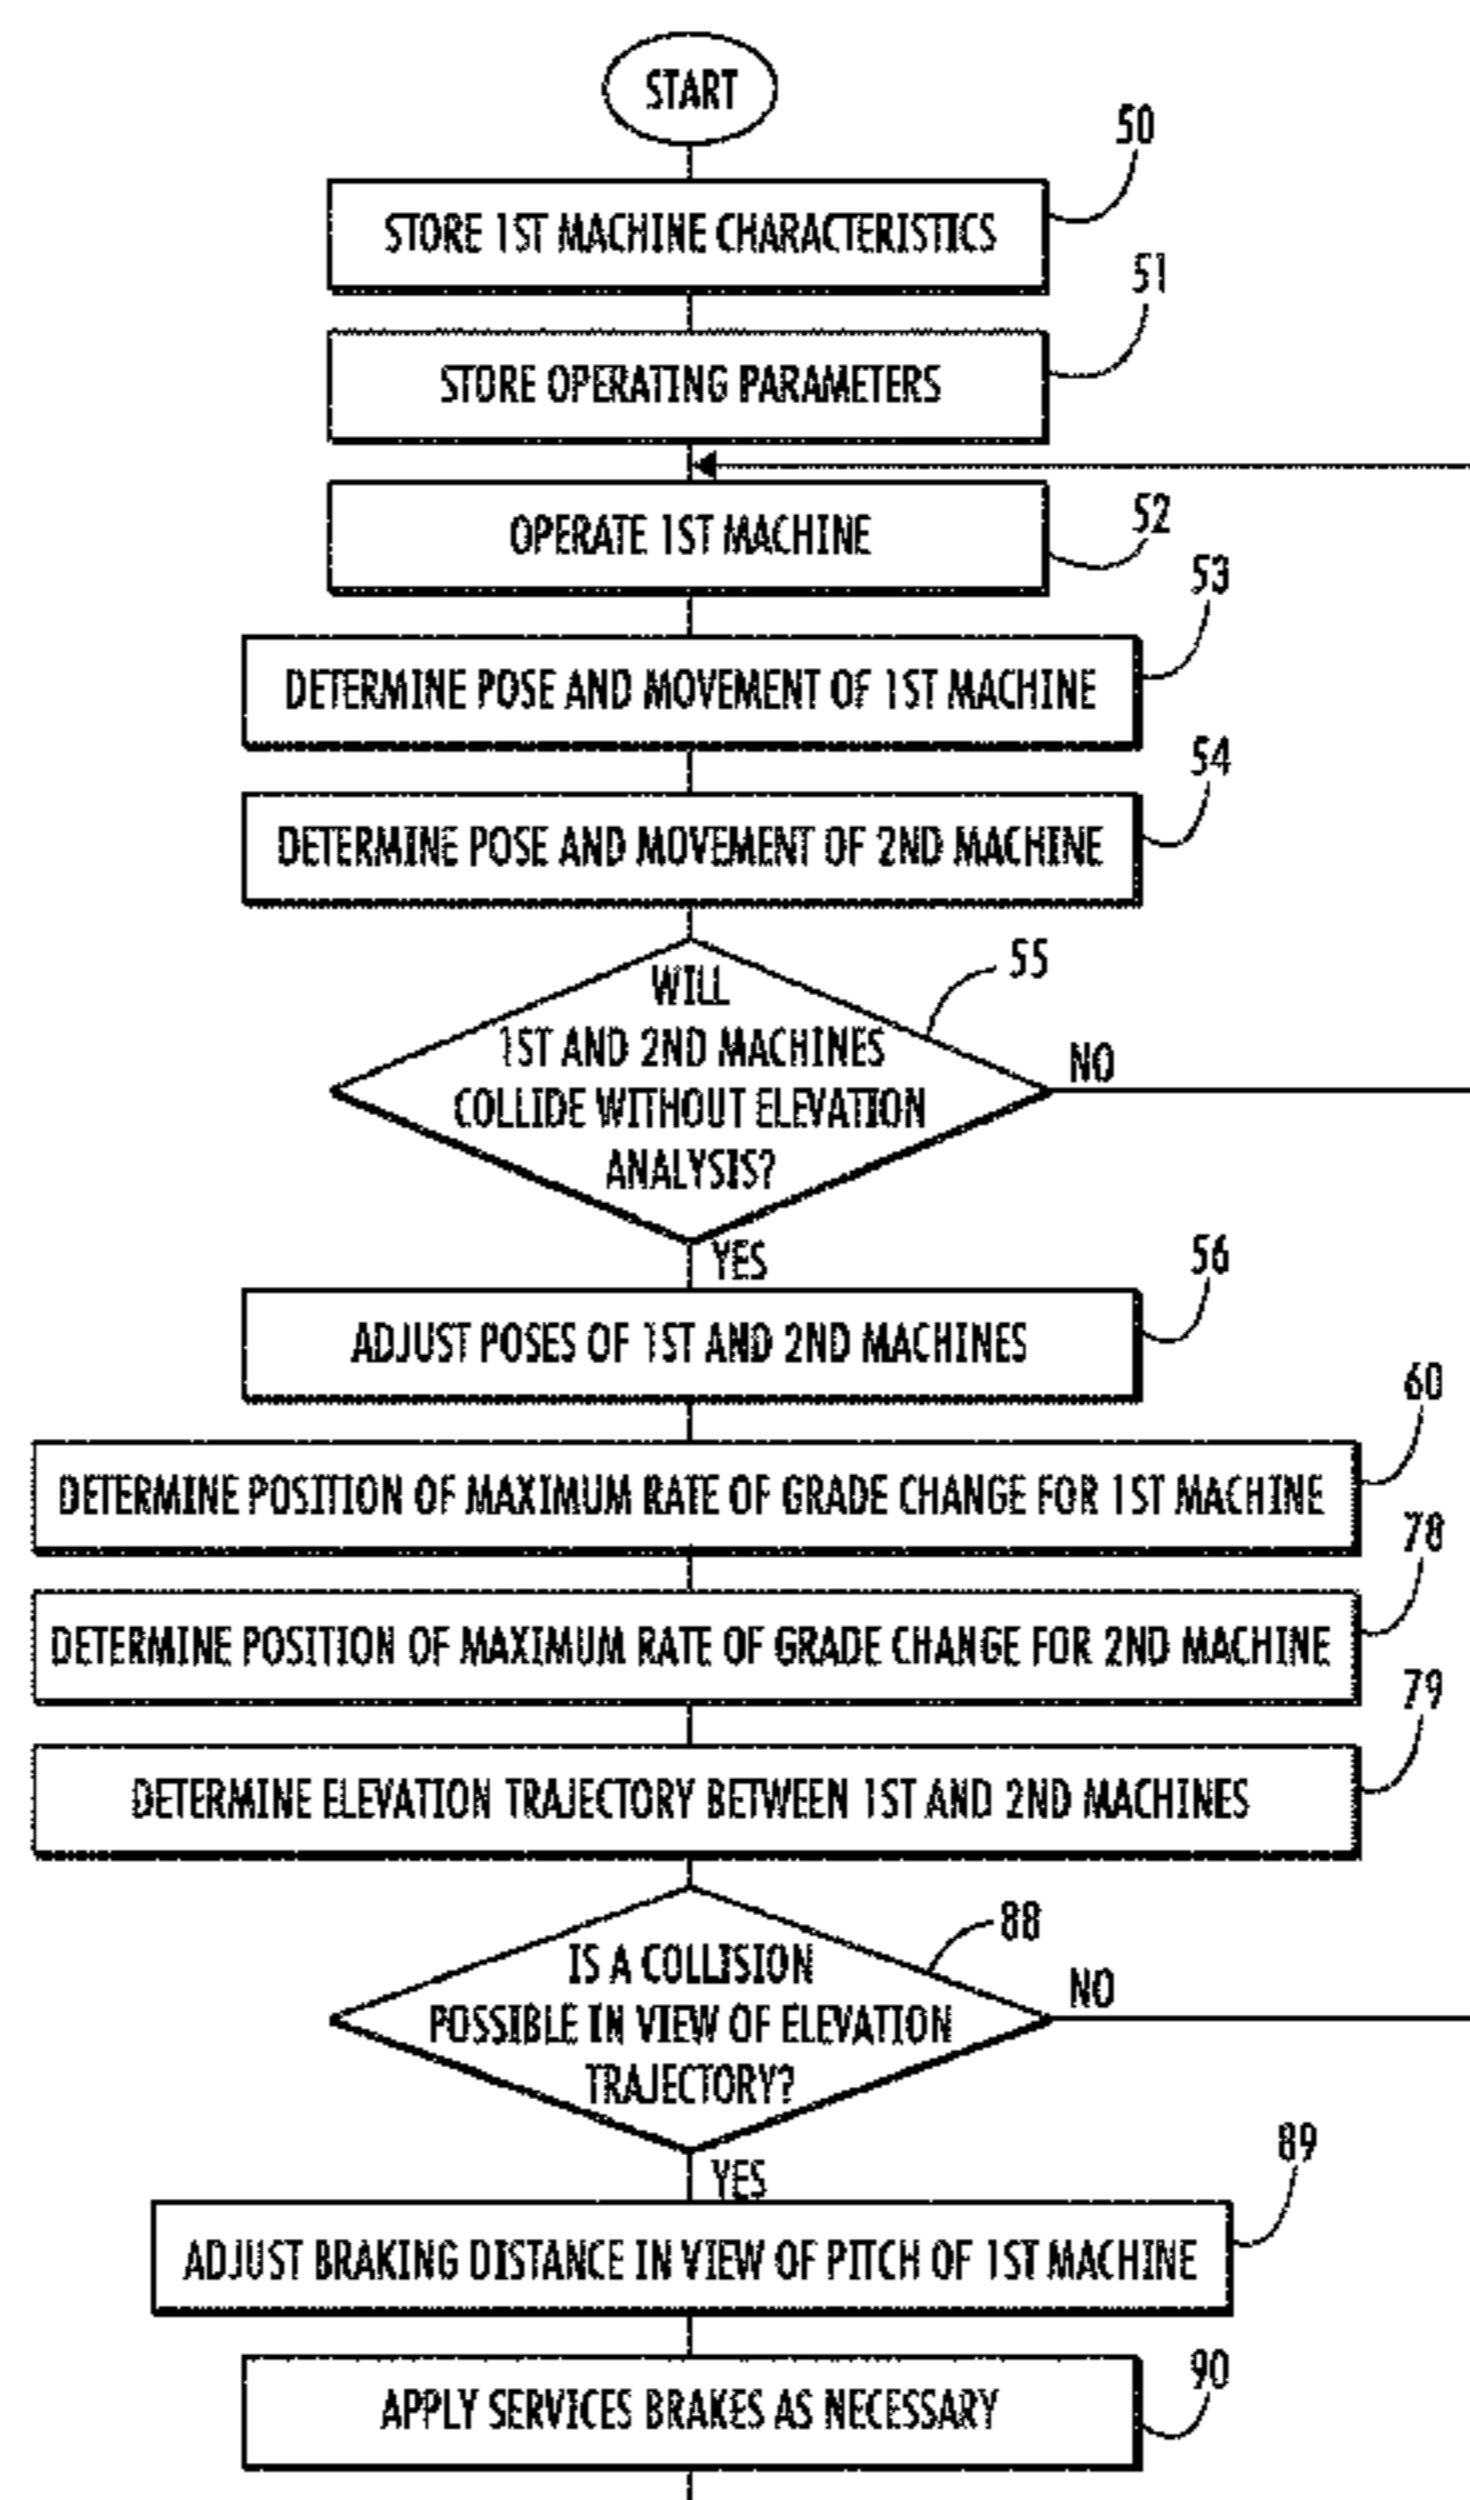 START
50
STORE 1ST MACHINE CHARACTERISTICS
51
STORE OPERATING PARAMETERS
52
OPERATE 1ST MACHINE
53
DETERMINE POSE AND MOVEMENT OF 1ST MACHINE
54
DETERMINE POSE AND MOVEMENT OF 2ND MACHINE
55
WILL
1ST AND 2ND MACHINES
COLLIDE WITHOUT ELEVATION
ANALYSIS?
NO
YES
56
ADJUST POSES OF 1ST AND 2ND MACHINES
60
DETERMINE POSITION OF MAXIMUM RATE OF GRADE CHANGE FOR 1ST MACHINE
78
DETERMINE POSITION OF MAXIMUM RATE OF GRADE CHANGE FOR 2ND MACHINE
79
DETERMINE ELEVATION TRAJECTORY BETWEEN 1ST AND 2ND MACHINES
88
IS A COLLISION
POSSIBLE IN VIEW OF ELEVATION
TRAJECTORY?
NO
YES
89
ADJUST BRAKING DISTANCE IN VIEW OF PITCH OF 1ST MACHINE
90
APPLY SERVICES BRAKES AS NECESSARY